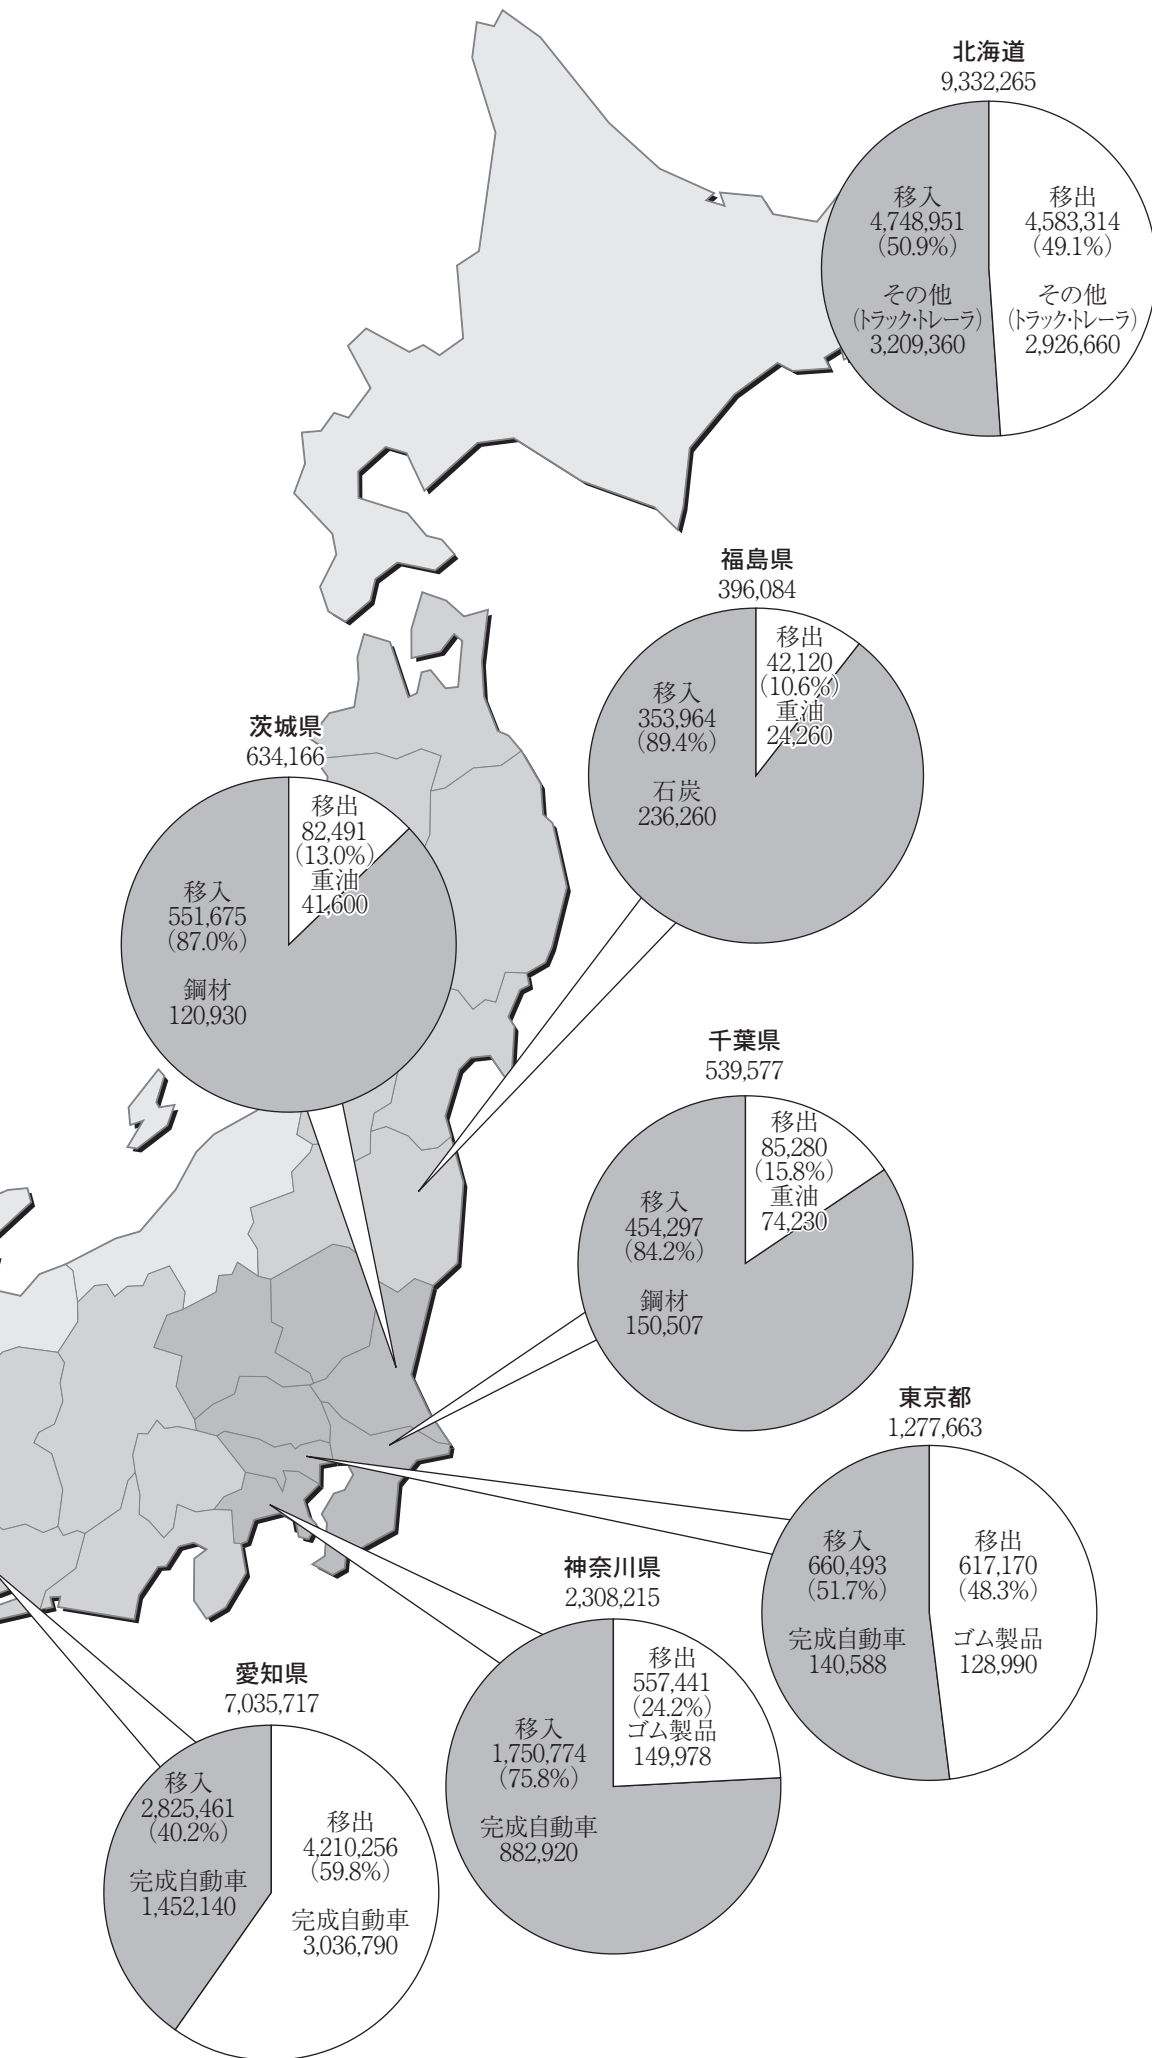 北海道
9,332,265
移入
4,748,951
(50.9%)
その他
(トラック・トレーラ)
3,209,360
移出
4,583,314
(49.1%)
その他
(トラック・トレーラ)
2,926,660
福島県
396,084
移出
42,120
(10.6%)
重油
24,260
移入
353,964
(89.4%)
石炭
236,260
茨城県
634,166
移出
82,491
(13.0%)
重油
41,600
移入
551,675
(87.0%)
鋼材
120,930
千葉県
539,577
移出
85,280
(15.8%)
重油
74,230
移入
454,297
(84.2%)
鋼材
150,507
東京都
1,277,663
移入
660,493
(51.7%)
完成自動車
140,588
移出
617,170
(48.3%)
ゴム製品
128,990
神奈川県
2,308,215
移出
557,441
(24.2%)
ゴム製品
149,978
移入
1,750,774
(75.8%)
完成自動車
882,920
愛知県
7,035,717
移入
2,825,461
(40.2%)
完成自動車
1,452,140
移出
4,210,256
(59.8%)
完成自動車
3,036,790